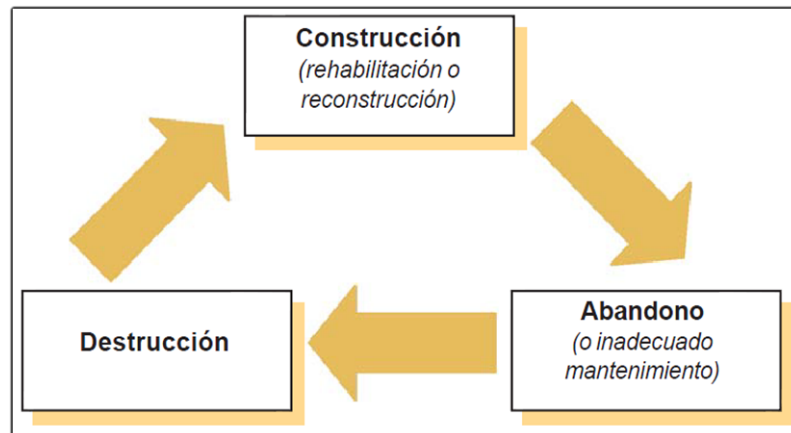 Construcción
(rehabilitación o
reconstrucción)
Abandono
(o inadecuado
mantenimiento)
Destrucción